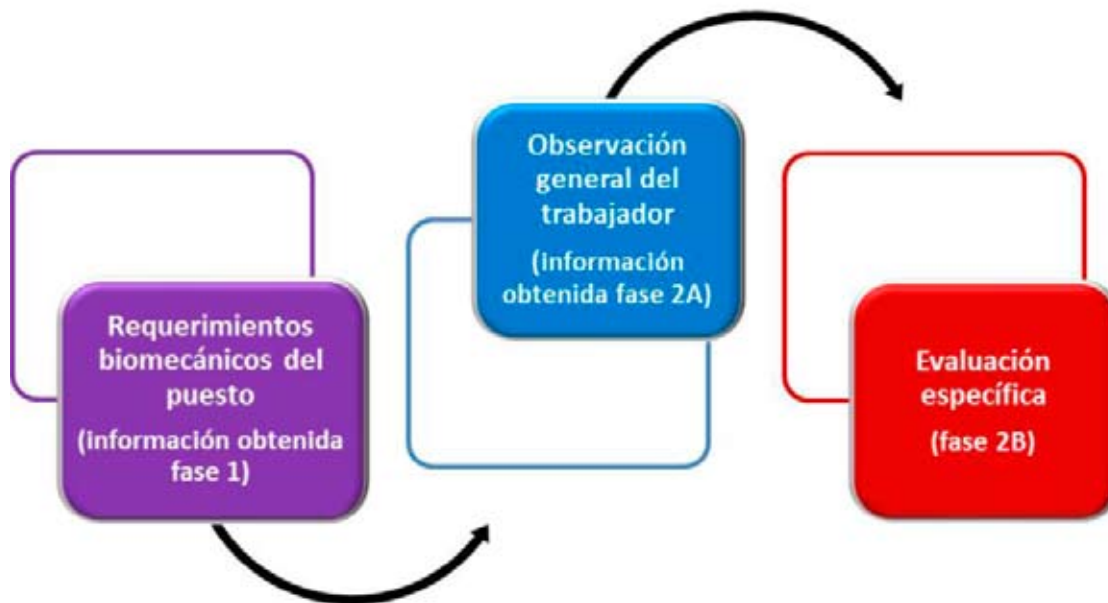 Requerimientos
biomecánicos del
puesto
(información obtenida
fase 1)
Observación
general del
trabajador
(información
obtenida fase 2A)
Evaluación
específica
(fase 2B)